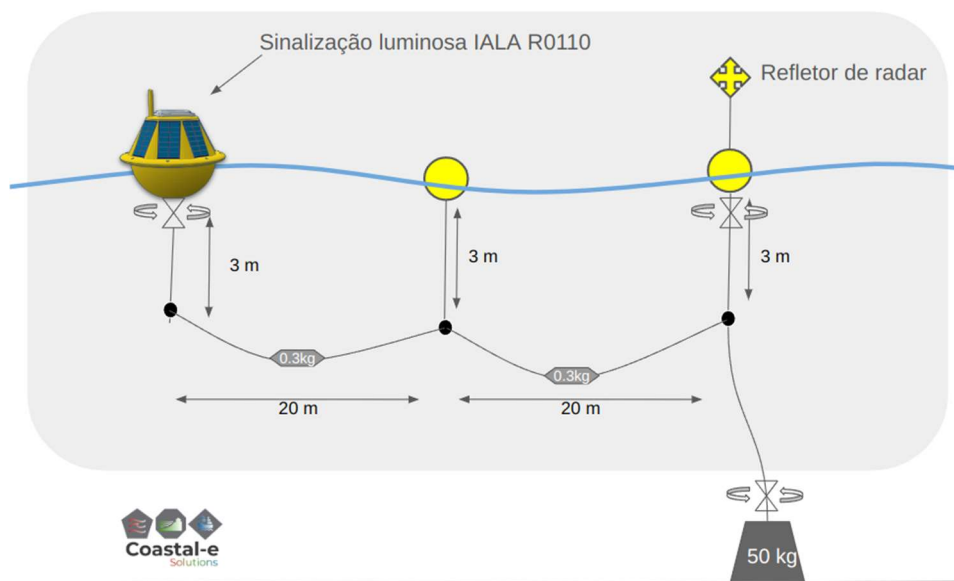 Sinalização luminosa IALA R0110
Refletor de radar
3 m
3 m
3 m
0.3kg
0.3kg
20 m
20 m
50 kg
Coastal-e
Solutions